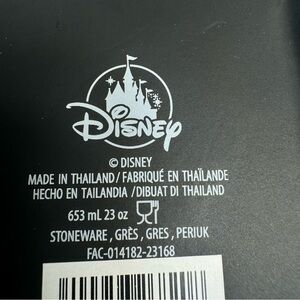 Disney
© DISNEY
MADE IN THAILAND / FABRIQUÉ EN THAÏLANDE
HECHO EN TAILANDIA / DIBUAT DI THAILAND
653 mL 23 oz
STONEWARE , GRÈS , GRES , PERIUK
FAC-014182-23168